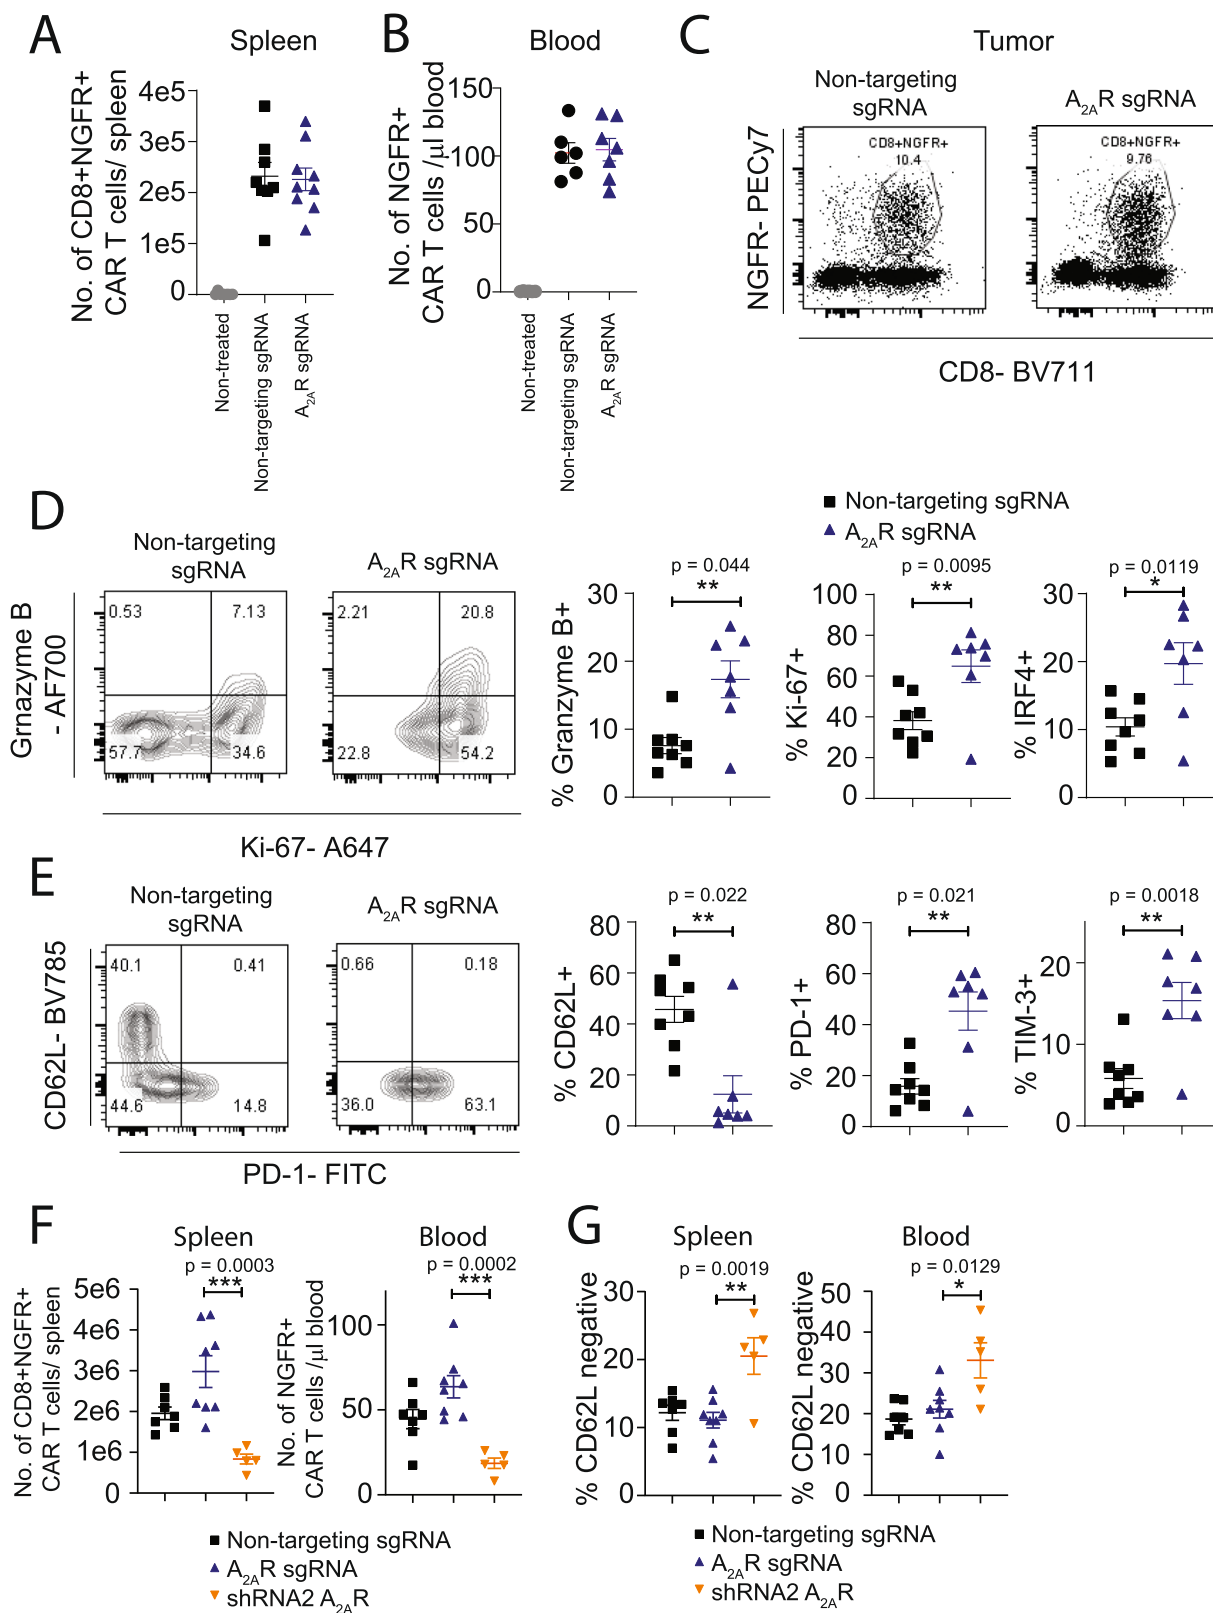 A
Spleen
No. of CD8+NGFR+
CAR T cells/ spleen
4e5
3e5
2e5
1e5
0
Non-treated
Non-targeting sgRNA
A2AR sgRNA
B
Blood
No. of NGFR+
CAR T cells /µl blood
150
100
50
0
Non-treated
Non-targeting sgRNA
A2AR sgRNA
C
Tumor
Non-targeting
sgRNA
A2AR sgRNA
NGFR- PECy7
CD8+NGFR+
10.4
CD8+NGFR+
9.76
CD8- BV711
D
Non-targeting
sgRNA
A2AR sgRNA
Grnazyme B
- AF700
0.53
7.13
57.7
34.6
2.21
20.8
22.8
54.2
Ki-67- A647
Non-targeting sgRNA
A2AR sgRNA
p = 0.044
**
% Granzyme B+
30
20
10
0
p = 0.0095
**
% Ki-67+
100
80
60
40
20
0
p = 0.0119
*
% IRF4+
30
20
10
0
E
Non-targeting
sgRNA
A2AR sgRNA
CD62L- BV785
40.1
0.41
44.6
14.8
0.66
0.18
36.0
63.1
PD-1- FITC
p = 0.022
**
% CD62L+
80
60
40
20
0
p = 0.021
**
% PD-1+
80
60
40
20
0
p = 0.0018
**
% TIM-3+
20
10
0
F
Spleen
p = 0.0003
***
No. of CD8+NGFR+
CAR T cells/ spleen
5e6
4e6
3e6
2e6
1e6
0
Blood
p = 0.0002
***
No. of NGFR+
CAR T cells /µl blood
100
50
0
Non-targeting sgRNA
A2AR sgRNA
shRNA2 A2AR
G
Spleen
p = 0.0019
**
% CD62L negative
30
20
10
0
Blood
p = 0.0129
*
% CD62L negative
50
40
30
20
10
0
Non-targeting sgRNA
A2AR sgRNA
shRNA2 A2AR